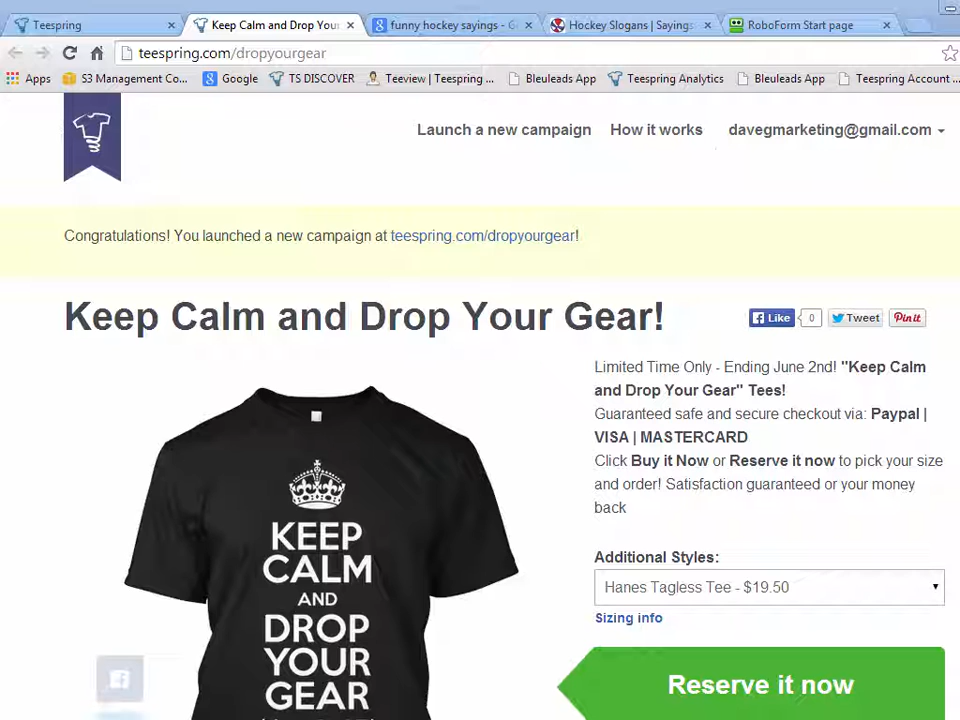 Teespring
Keep Calm and Drop You
funny hockey sayings - G
Hockey Slogans | Sayings
RoboForm Start page
teespring.com/dropyourgear
Apps
S3 Management Co...
Google
TS DISCOVER
Teeview | Teespring ...
Bleuleads App
Teespring Analytics
Bleuleads App
Teespring Account ...
Launch a new campaign
How it works
davegmarketing@gmail.com
Congratulations! You launched a new campaign at teespring.com/dropyourgear!
Keep Calm and Drop Your Gear!
Like
0
Tweet
Pin it
Limited Time Only - Ending June 2nd! "Keep Calm
and Drop Your Gear" Tees!
Guaranteed safe and secure checkout via: Paypal |
VISA | MASTERCARD
Click Buy it Now or Reserve it now to pick your size
and order! Satisfaction guaranteed or your money
back
Additional Styles:
Hanes Tagless Tee - $19.50
Sizing info
Reserve it now
KEEP
CALM
AND
DROP
YOUR
GEAR